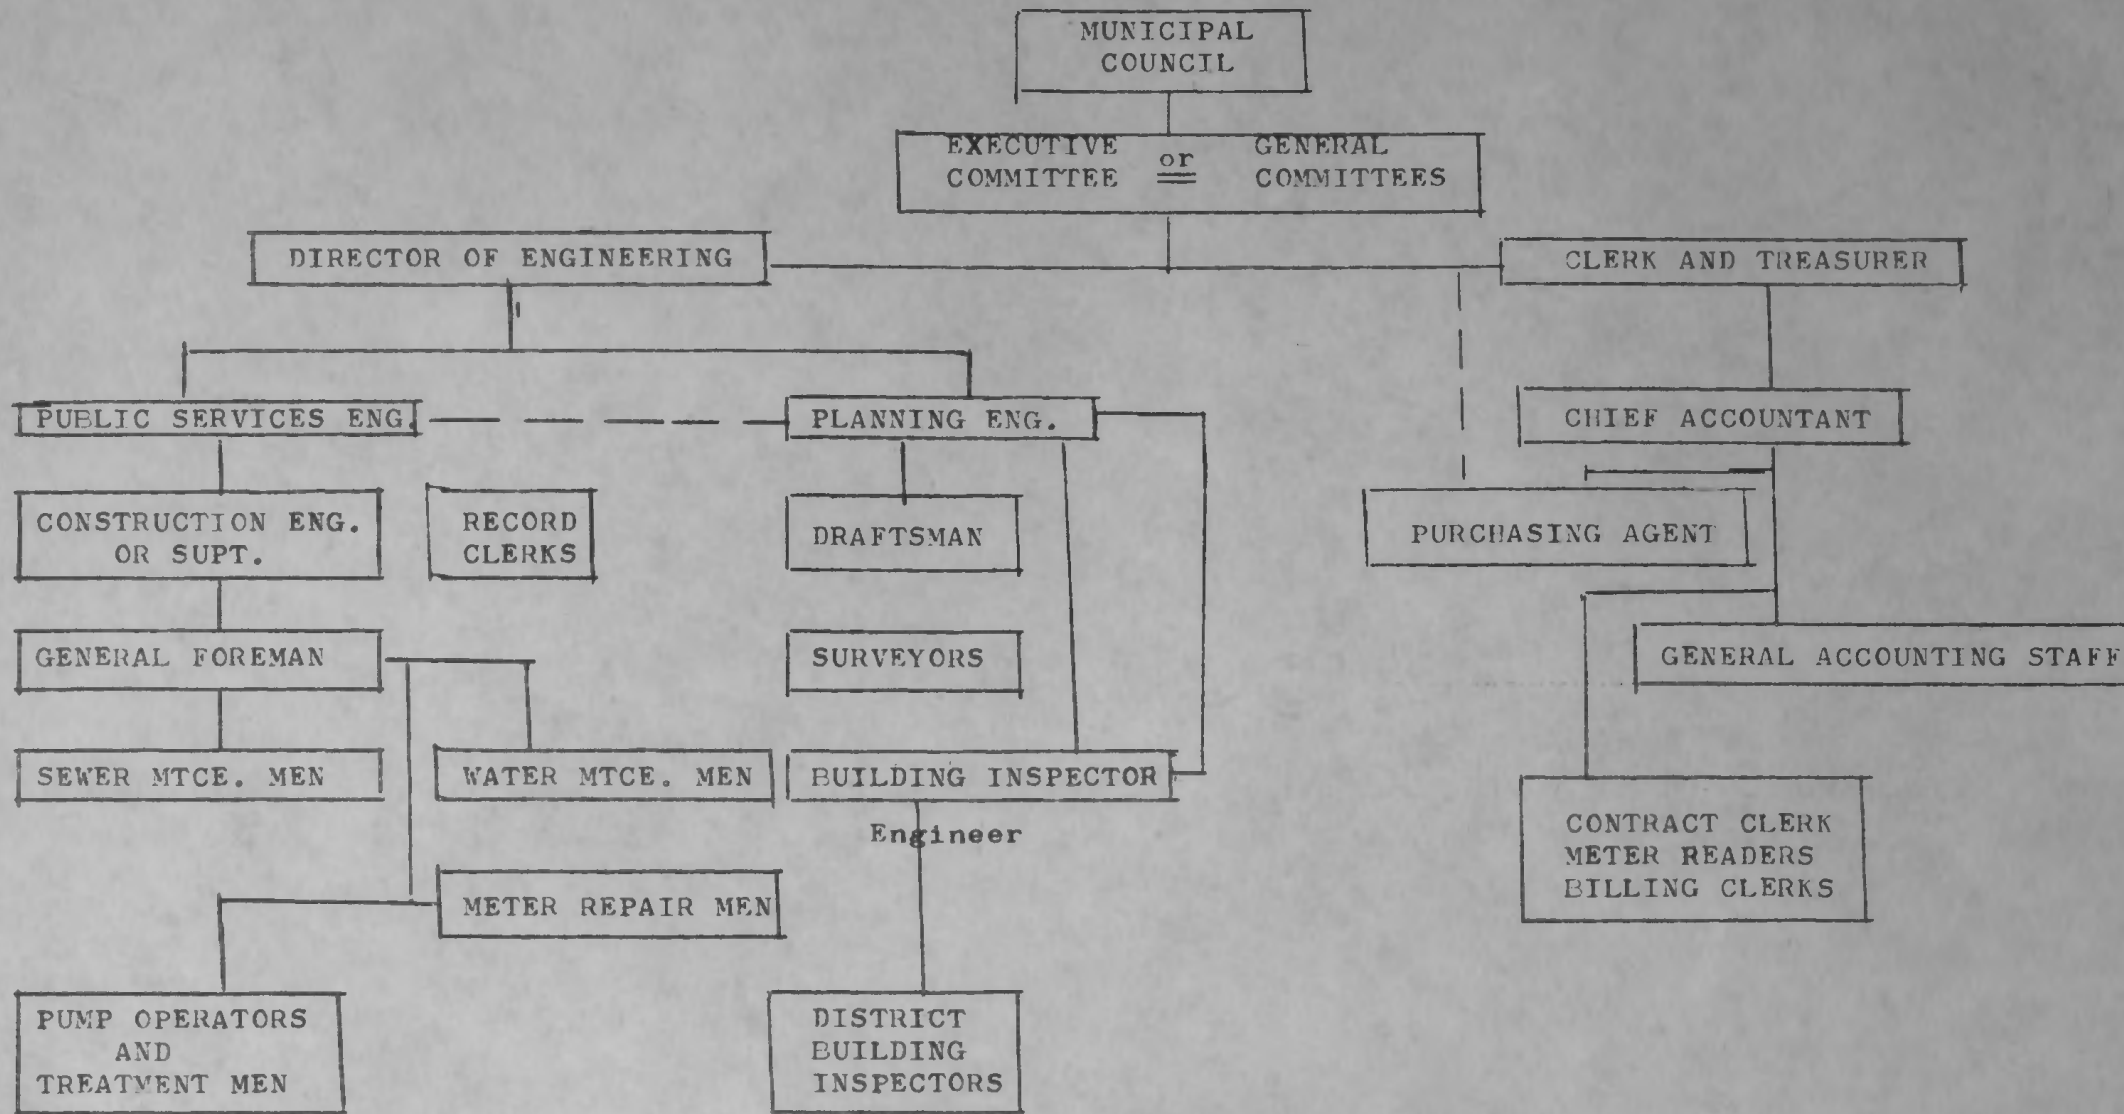 MUNICIPAL
COUNCIL
EXECUTIVE
COMMITTEE
or
GENERAL
COMMITTEES
DIRECTOR OF ENGINEERING
CLERK AND TREASURER
PUBLIC SERVICES ENG.
PLANNING ENG.
CHIEF ACCOUNTANT
CONSTRUCTION ENG.
OR SUPT.
RECORD
CLERKS
DRAFTSMAN
PURCHASING AGENT
GENERAL FOREMAN
SURVEYORS
GENERAL ACCOUNTING STAFF
SEWER MTCE. MEN
WATER MTCE. MEN
BUILDING INSPECTOR
Engineer
CONTRACT CLERK
METER READERS
BILLING CLERKS
METER REPAIR MEN
PUMP OPERATORS
AND
TREATMENT MEN
DISTRICT
BUILDING
INSPECTORS